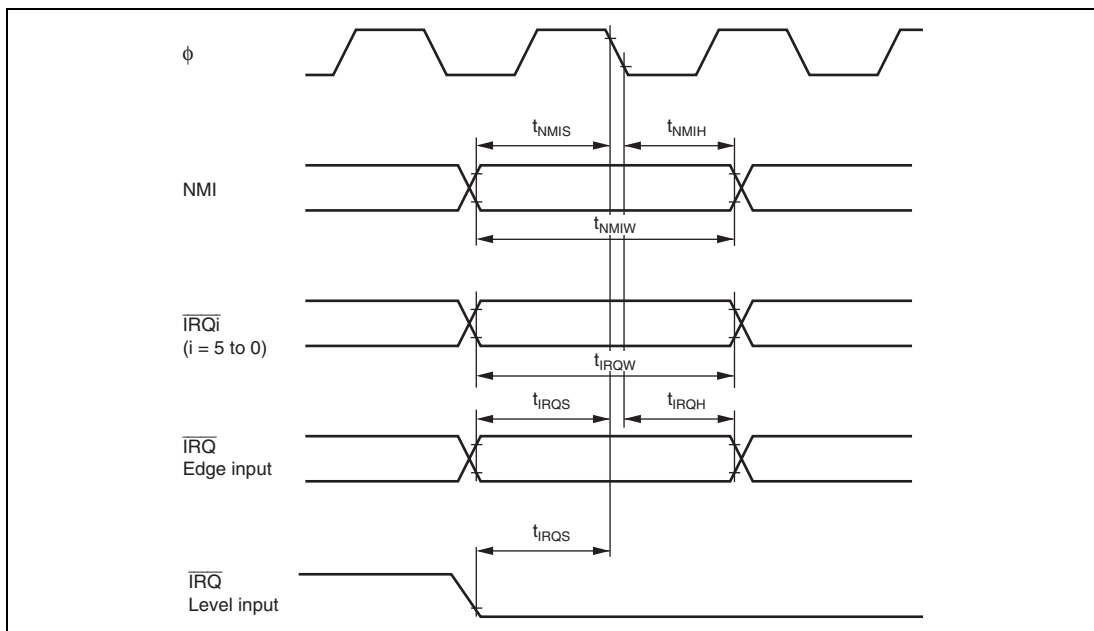 ϕ
tNMIS
tNMIH
NMI
tNMIW
IRQi
(i = 5 to 0)
tIRQW
tIRQS
tIRQH
IRQ
Edge input
tIRQS
IRQ
Level input